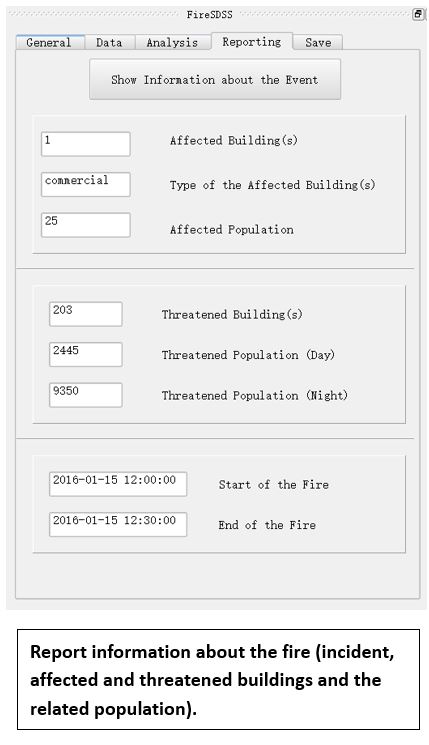 FireSDSS
General Data Analysis Reporting Save
Show Information about the Event
1 Affected Building(s)
commercial Type of the Affected Building(s)
25 Affected Population
203 Threatened Building(s)
2445 Threatened Population (Day)
9350 Threatened Population (Night)
2016-01-15 12:00:00 Start of the Fire
2016-01-15 12:30:00 End of the Fire
Report information about the fire (incident,
affected and threatened buildings and the
related population).